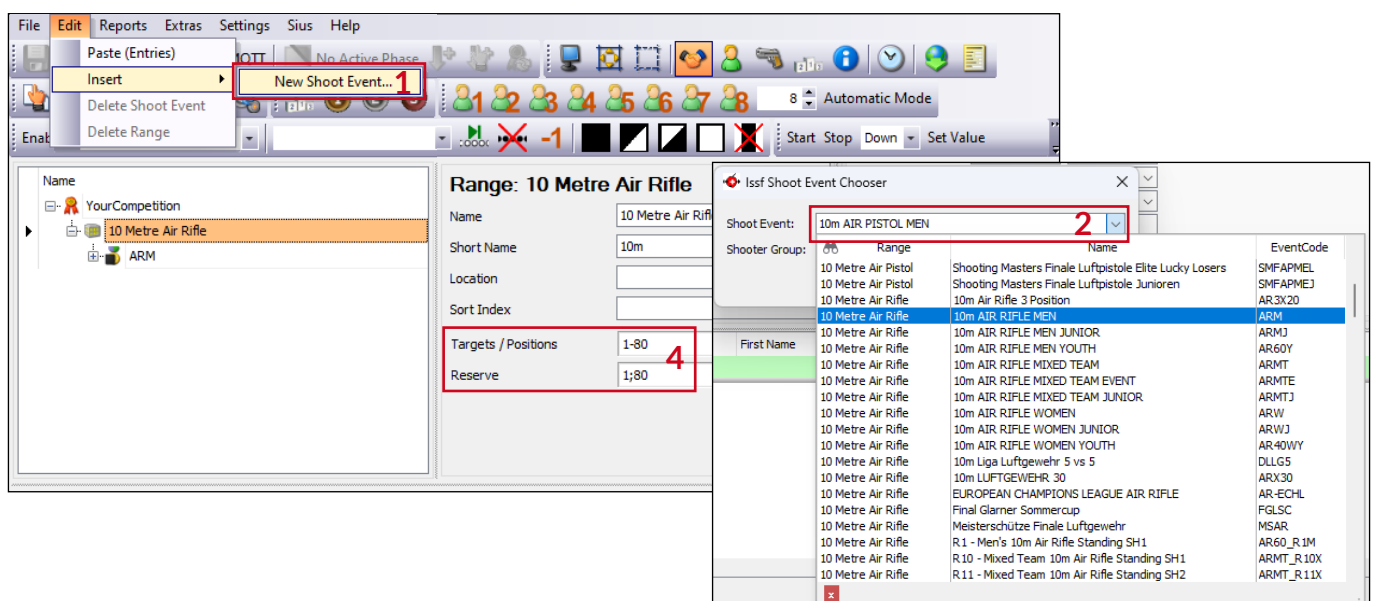 File Edit Reports Extras Settings Sius Help
Paste (Entries)
Insert
New Shoot Event... 1
Delete Shoot Event
Delete Range
No Active Phase
1 2 3 4 5 6 7 8 8 Automatic Mode
-1 Start Stop Down Set Value
Name
YourCompetition
10 Metre Air Rifle
ARM
Range: 10 Metre Air Rifle
Name 10 Metre Air Rifl
Short Name 10m
Location
Sort Index
Targets / Positions 1-80
4
Reserve 1;80
Issf Shoot Event Chooser
Shoot Event: 10m AIR PISTOL MEN 2
Shooter Group:
First Name
Range Name EventCode
10 Metre Air Pistol Shooting Masters Finale Luftpistole Elite Lucky Losers SMFAPMEL
10 Metre Air Pistol Shooting Masters Finale Luftpistole Junioren SMFAPMEJ
10 Metre Air Rifle 10m Air Rifle 3 Position AR3X20
10 Metre Air Rifle 10m AIR RIFLE MEN ARM
10 Metre Air Rifle 10m AIR RIFLE MEN JUNIOR ARMJ
10 Metre Air Rifle 10m AIR RIFLE MEN YOUTH AR60Y
10 Metre Air Rifle 10m AIR RIFLE MIXED TEAM ARMT
10 Metre Air Rifle 10m AIR RIFLE MIXED TEAM EVENT ARMTE
10 Metre Air Rifle 10m AIR RIFLE MIXED TEAM JUNIOR ARMTJ
10 Metre Air Rifle 10m AIR RIFLE WOMEN ARW
10 Metre Air Rifle 10m AIR RIFLE WOMEN JUNIOR ARWJ
10 Metre Air Rifle 10m AIR RIFLE WOMEN YOUTH AR40WY
10 Metre Air Rifle 10m Liga Luftgewehr 5 vs 5 DLLG5
10 Metre Air Rifle 10m LUFTGEWEHR 30 ARX30
10 Metre Air Rifle EUROPEAN CHAMPIONS LEAGUE AIR RIFLE AR-ECHL
10 Metre Air Rifle Final Glarner Sommercup FGLSC
10 Metre Air Rifle Meisterschütze Finale Luftgewehr MSAR
10 Metre Air Rifle R1 - Men's 10m Air Rifle Standing SH1 AR60_R1M
10 Metre Air Rifle R10 - Mixed Team 10m Air Rifle Standing SH1 ARMT_R10X
10 Metre Air Rifle R11 - Mixed Team 10m Air Rifle Standing SH2 ARMT_R11X